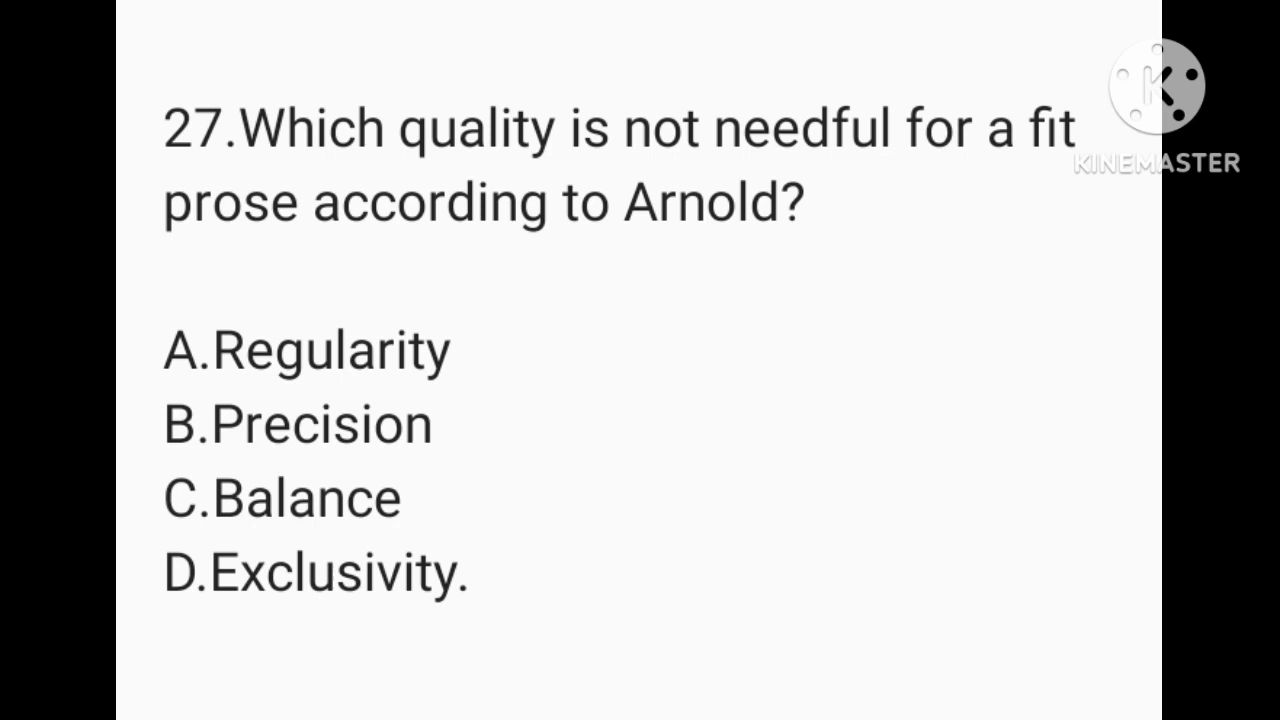 27.Which quality is not needful for a fit
prose according to Arnold?
A.Regularity
B.Precision
C.Balance
D.Exclusivity.
K
KINEMASTER